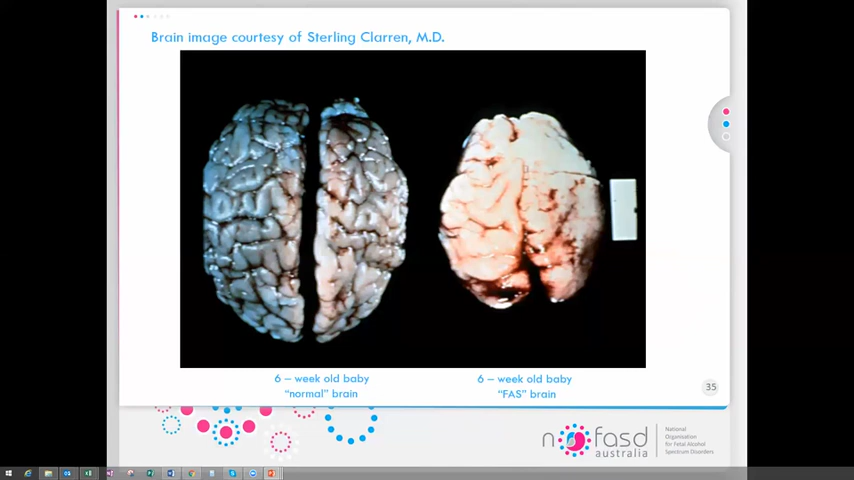 Brain image courtesy of Sterling Clarren, M.D.
6 – week old baby
"normal" brain
6 – week old baby
"FAS" brain
35
nofasd
australia
National
Organisation
for Fetal Alcohol
Spectrum Disorders